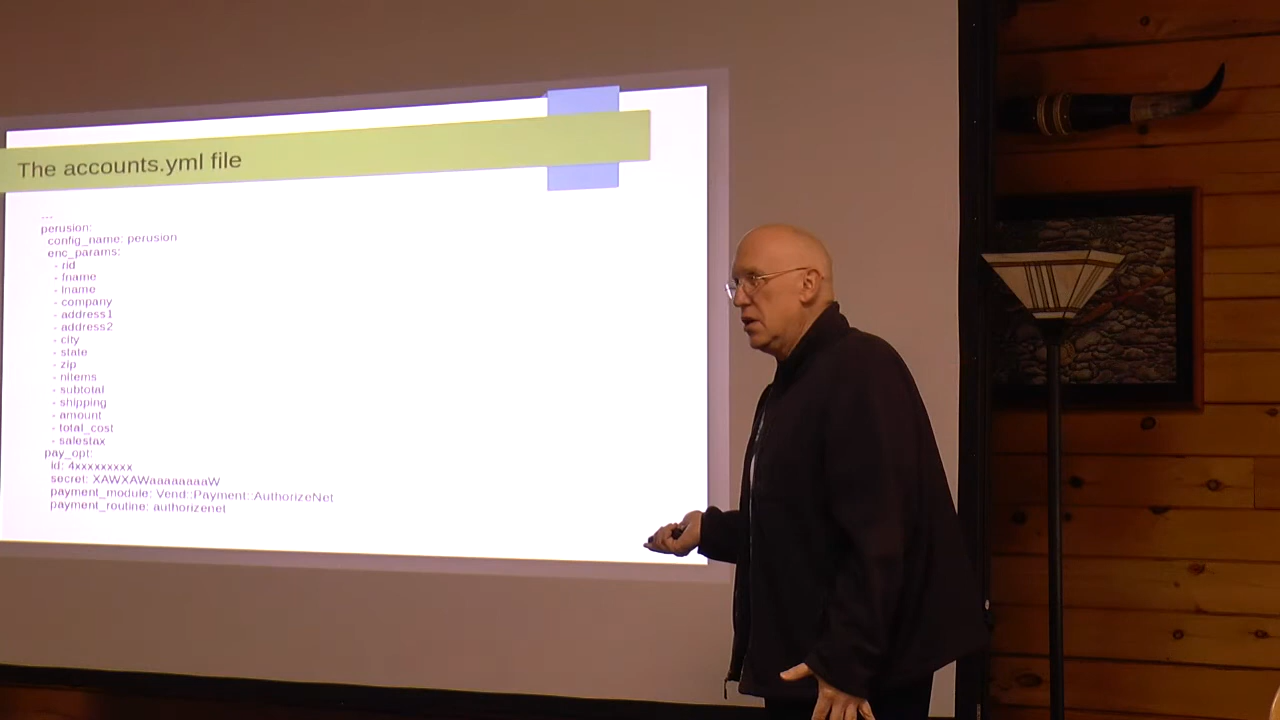 The accounts.yml file
---
perusion:
config_name: perusion
enc_params:
- rid
- fname
- lname
- company
- address1
- address2
- city
- state
- zip
- nitems
- subtotal
- shipping
- amount
- total_cost
- salestax
pay_opt:
id: 4xxxxxxxxx
secret: XAWXAWaaaaaaaaW
payment_module: Vend::Payment::AuthorizeNet
payment_routine: authorizenet